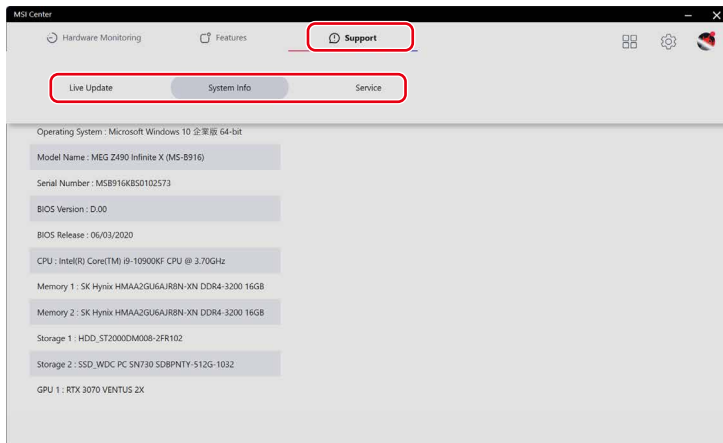 MSI Center
Hardware Monitoring
Features
Support
Live Update
System Info
Service
Operating System : Microsoft Windows 10 企業版 64-bit
Model Name : MEG Z490 Infinite X (MS-B916)
Serial Number : MSB916KBS0102573
BIOS Version : D.00
BIOS Release : 06/03/2020
CPU : Intel(R) Core(TM) i9-10900KF CPU @ 3.70GHz
Memory 1 : SK Hynix HMAA2GU6AJR8N-XN DDR4-3200 16GB
Memory 2 : SK Hynix HMAA2GU6AJR8N-XN DDR4-3200 16GB
Storage 1 : HDD_ST2000DM008-2FR102
Storage 2 : SSD_WDC PC SN730 SDBPNTY-512G-1032
GPU 1 : RTX 3070 VENTUS 2X